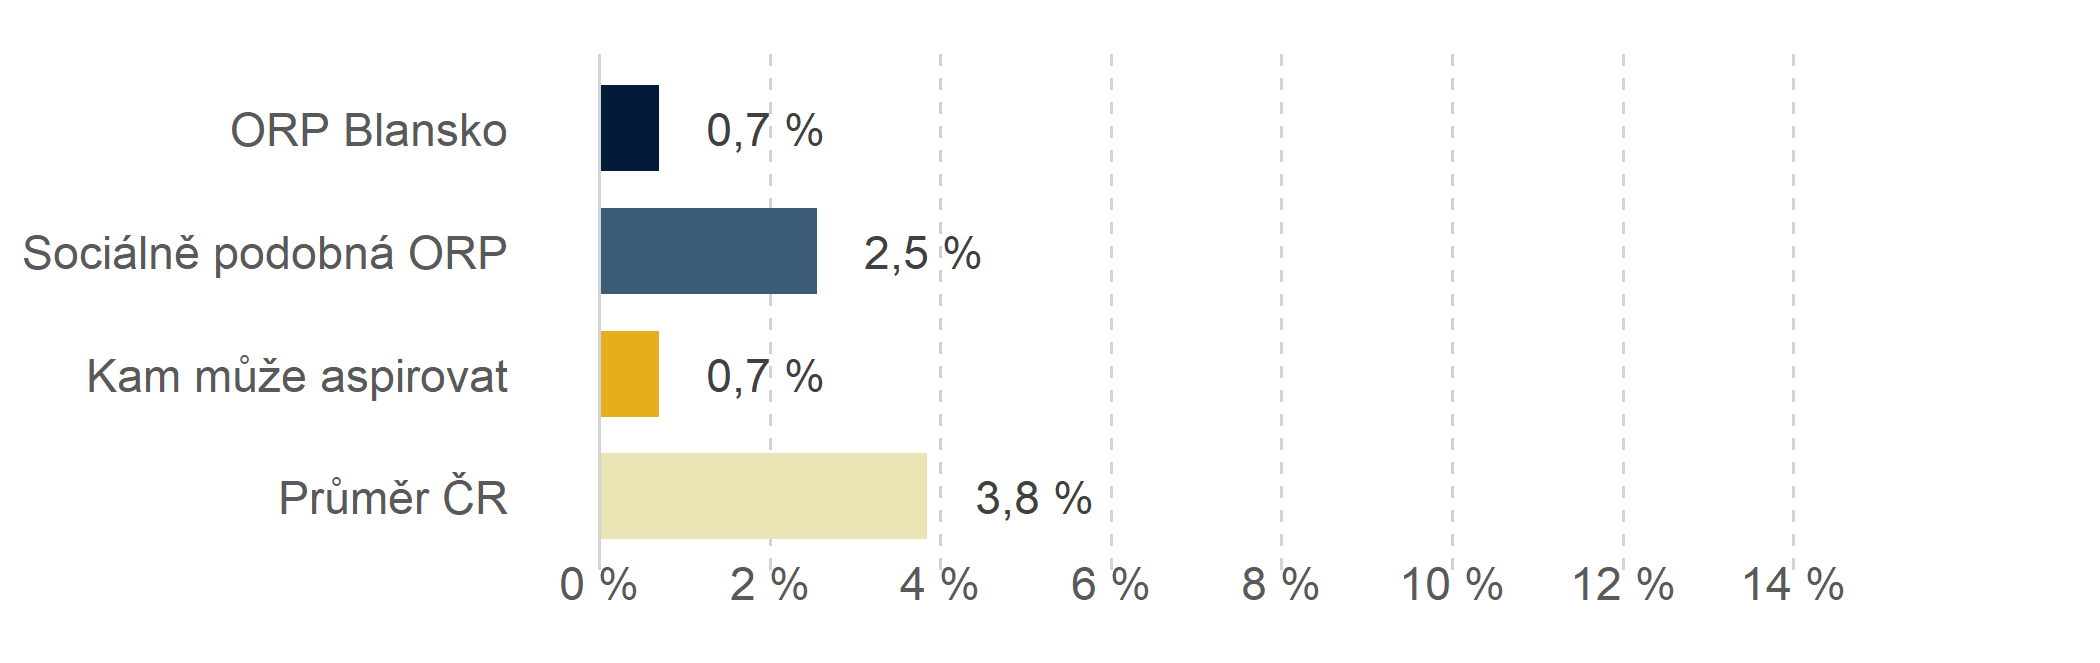 ORP Blansko 0,7 %
Sociálně podobná ORP 2,5 %
Kam může aspirovat 0,7 %
Průměr ČR 3,8 %
0 % 2 % 4 % 6 % 8 % 10 % 12 % 14 %